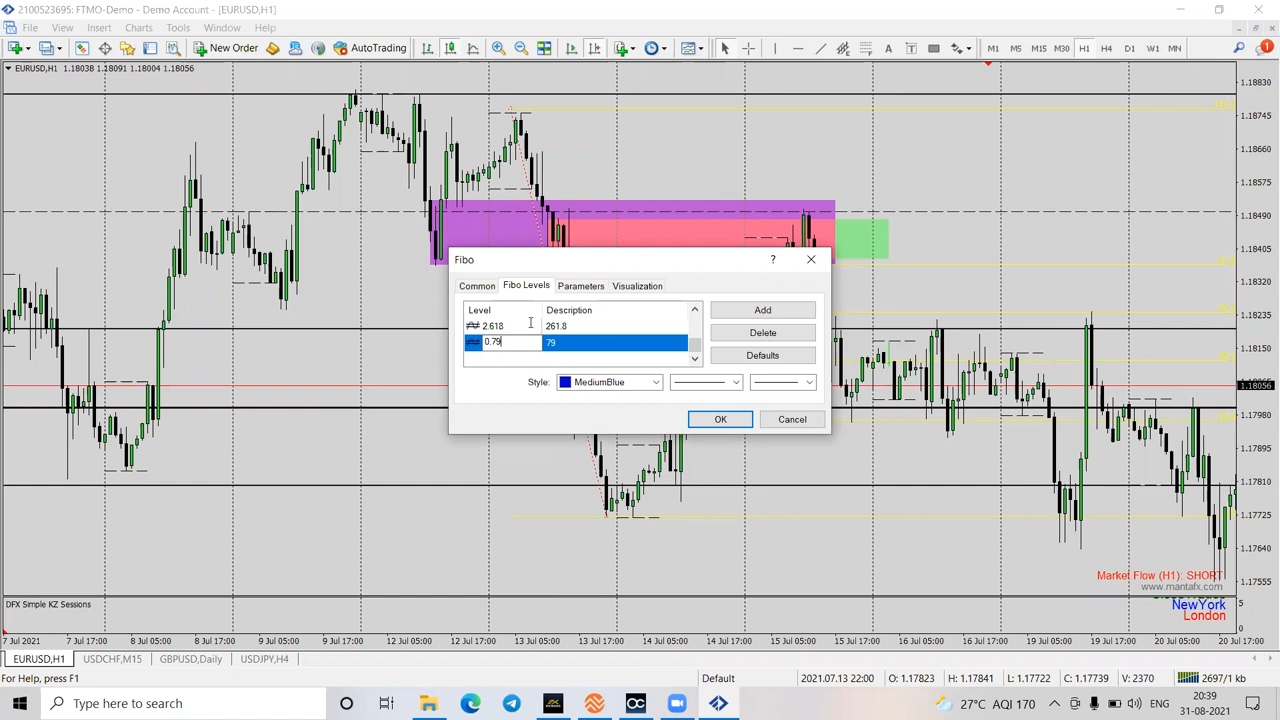 2100523695: FTMO-Demo - Demo Account - [EURUSD,H1]
File View Insert Charts Tools Window Help
New Order AutoTrading A T M1 M5 M15 M30 H1 H4 D1 W1 MN 1
EURUSD,H1 1.18038 1.18091 1.18004 1.18056
1.18830
1.18745
1.18660
1.18575
1.18490
1.18405
1.18320
1.18235
1.18150
1.18056
1.17980
1.17895
1.17810
1.17725
1.17640
1.17555
Fibo
? ×
Common Fibo Levels Parameters Visualization
Level Description
2.618 261.8
0.79 79
Add
Delete
Defaults
Style: MediumBlue
OK Cancel
Market Flow (H1): SHORT
www.mantafx.com
DFX Simple KZ Sessions
NewYork
London
5
0
7 Jul 2021 7 Jul 17:00 8 Jul 05:00 8 Jul 17:00 9 Jul 05:00 9 Jul 17:00 12 Jul 05:00 12 Jul 17:00 13 Jul 05:00 13 Jul 17:00 14 Jul 05:00 14 Jul 17:00 15 Jul 05:00 15 Jul 17:00 16 Jul 05:00 16 Jul 17:00 19 Jul 05:00 19 Jul 17:00 20 Jul 05:00 20 Jul 17:00
EURUSD,H1 USDCHF,M15 GBPUSD,Daily USDJPY,H4
For Help, press F1 Default 2021.07.13 22:00 O: 1.17823 H: 1.17841 L: 1.17722 C: 1.17739 V: 2370 2697/1 kb
Type here to search
27°C AQI 170
20:39
31-08-2021